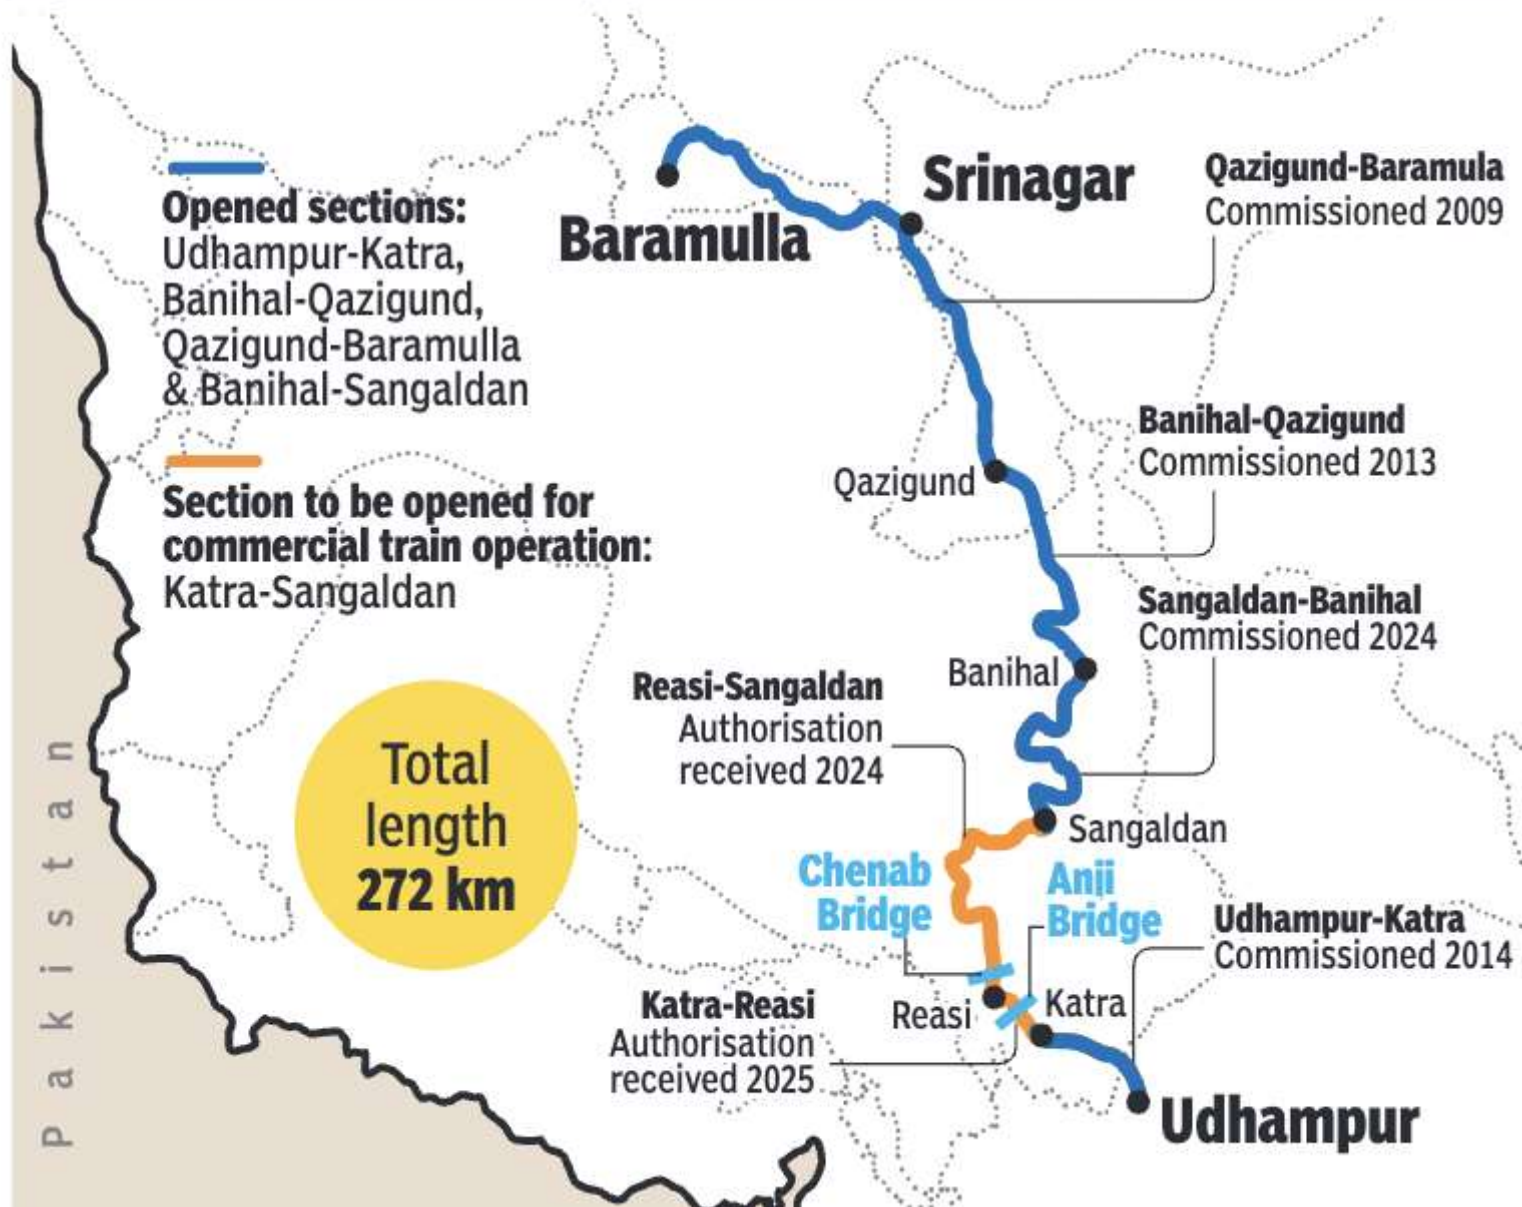 Opened sections:
Udhampur-Katra,
Banihal-Qazigund,
Qazigund-Baramulla
& Banihal-Sangaldan
Section to be opened for
commercial train operation:
Katra-Sangaldan
Total
length
272 km
Pakistan
Baramulla
Srinagar
Qazigund-Baramula
Commissioned 2009
Banihal-Qazigund
Commissioned 2013
Qazigund
Sangaldan-Banihal
Commissioned 2024
Banihal
Reasi-Sangaldan
Authorisation
received 2024
Sangaldan
Chenab
Bridge
Anji
Bridge
Udhampur-Katra
Commissioned 2014
Katra-Reasi
Authorisation
received 2025
Reasi
Katra
Udhampur